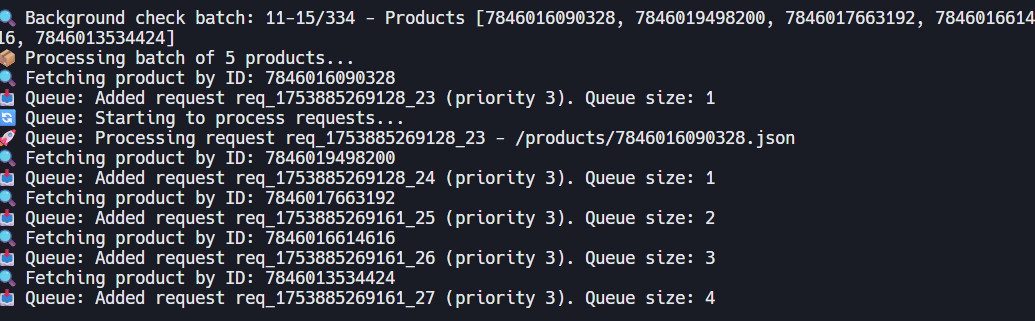 🔍 Background check batch: 11-15/334 - Products [7846016090328, 7846019498200, 7846017663192, 7846016614
16, 7846013534424]
📦 Processing batch of 5 products...
🔍 Fetching product by ID: 7846016090328
📥 Queue: Added request req_1753885269128_23 (priority 3). Queue size: 1
🔄 Queue: Starting to process requests...
🚀 Queue: Processing request req_1753885269128_23 - /products/7846016090328.json
🔍 Fetching product by ID: 7846019498200
📥 Queue: Added request req_1753885269128_24 (priority 3). Queue size: 1
🔍 Fetching product by ID: 7846017663192
📥 Queue: Added request req_1753885269161_25 (priority 3). Queue size: 2
🔍 Fetching product by ID: 7846016614616
📥 Queue: Added request req_1753885269161_26 (priority 3). Queue size: 3
🔍 Fetching product by ID: 7846013534424
📥 Queue: Added request req_1753885269161_27 (priority 3). Queue size: 4